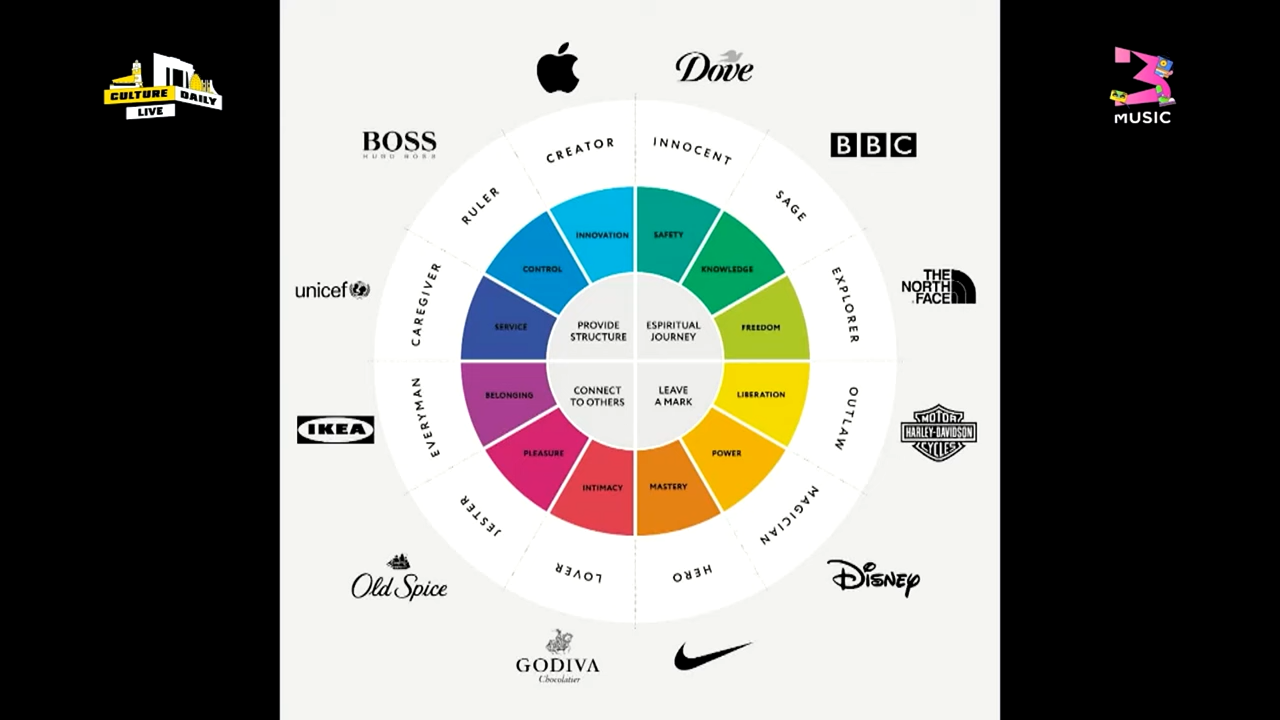 CULTURE DAILY
LIVE
3
MUSIC
Dove
BOSS
HUGO BOSS
BBC
CREATOR
INNOCENT
RULER
SAGE
INNOVATION
SAFETY
CONTROL
KNOWLEDGE
CAREGIVER
EXPLORER
unicef
THE
NORTH
FACE
SERVICE
FREEDOM
PROVIDE
STRUCTURE
ESPIRITUAL
JOURNEY
CONNECT
TO OTHERS
LEAVE
A MARK
BELONGING
LIBERATION
EVERYMAN
OUTLAW
IKEA
MOTOR
HARLEY-DAVIDSON
CYCLES
PLEASURE
POWER
INTIMACY
MASTERY
JESTER
MAGICIAN
LOVER
HERO
Old Spice
Disney
GODIVA
Chocolatier